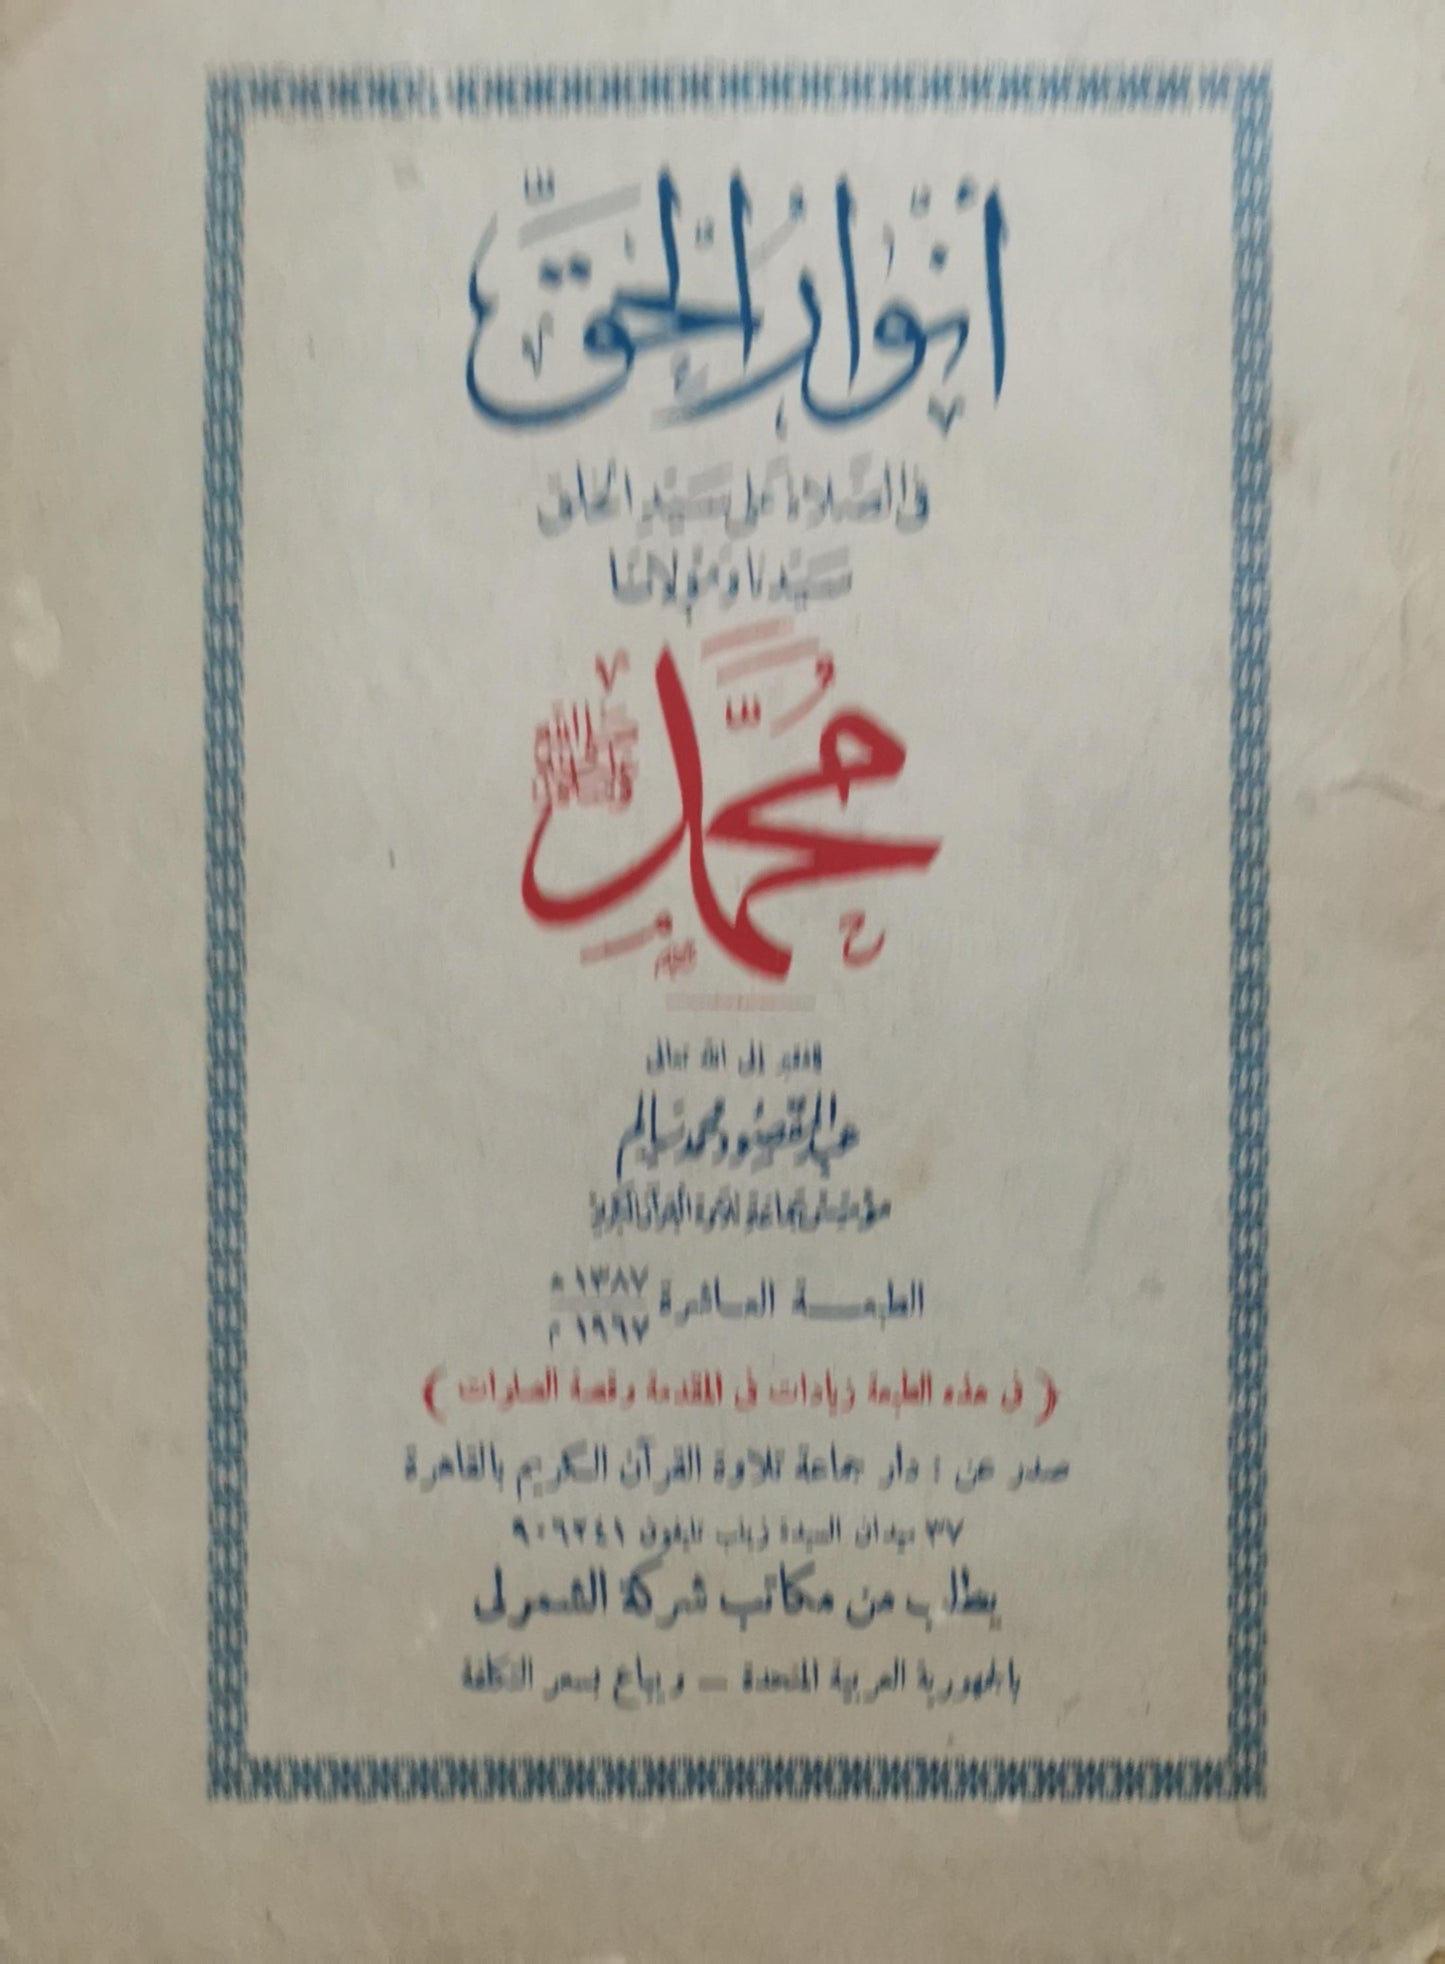 أنوار الحق
في الصلاة على سيد الخلق
سيدنا ومولانا
محمد
صلى الله عليه وسلم
الفقير إلى الله تعالى
عبد المقصود محمد سالم
مؤسس جماعة تلاوة القرآن الكريم
الطبعة العاشرة ١٣٨٧ هـ
١٩٦٧ م
( في هذه الطبعة زيادات في المقدمة وقصة الصلوات )
صدر عن : دار جماعة تلاوة القرآن الكريم بالقاهرة
٣٧ ميدان السيدة زينب تليفون ٩٠٦٢٤١
يطلب من مكاتب شركة الشمرلي
بالجمهورية العربية المتحدة – ويباع بسعر التكلفة